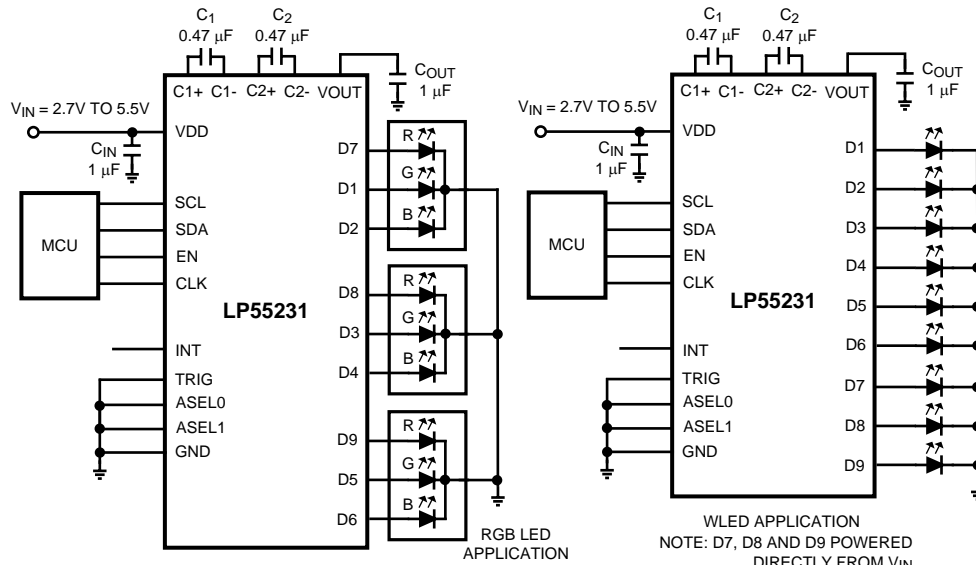 C1
0.47 µF
C2
0.47 µF
COUT
1 µF
C1+ C1- C2+ C2- VOUT
VIN = 2.7V TO 5.5V
VDD
CIN
1 µF
MCU
SCL
SDA
EN
CLK
LP55231
INT
TRIG
ASEL0
ASEL1
GND
D7 R
D1 G
D2 B
D8 R
D3 G
D4 B
D9 R
D5 G
D6 B
RGB LED
APPLICATION
C1
0.47 µF
C2
0.47 µF
COUT
1 µF
C1+ C1- C2+ C2- VOUT
VIN = 2.7V TO 5.5V
VDD
CIN
1 µF
MCU
SCL
SDA
EN
CLK
LP55231
INT
TRIG
ASEL0
ASEL1
GND
D1
D2
D3
D4
D5
D6
D7
D8
D9
WLED APPLICATION
NOTE: D7, D8 AND D9 POWERED
DIRECTLY FROM VIN